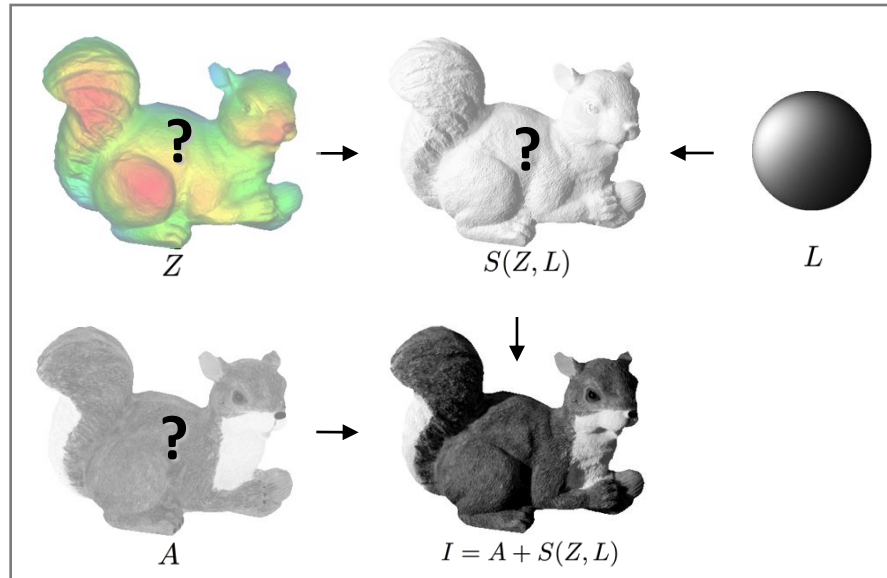 ?
?
Z
S(Z, L)
L
?
A
I = A + S(Z, L)